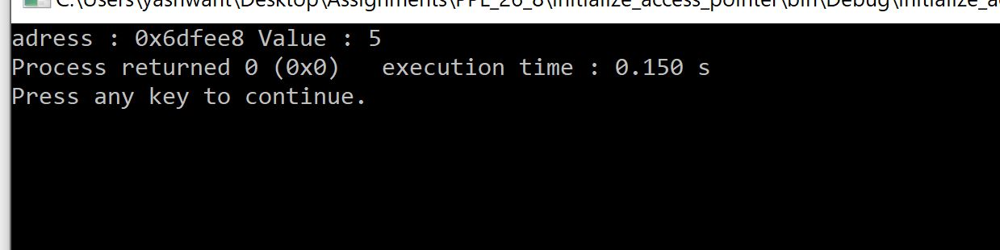 C:\Users\yashwant\Desktop\Assignments\PPL_26_8\initialize_access_pointer\bin\Debug\initialize_a
adress : 0x6dfee8 Value : 5
Process returned 0 (0x0)   execution time : 0.150 s
Press any key to continue.